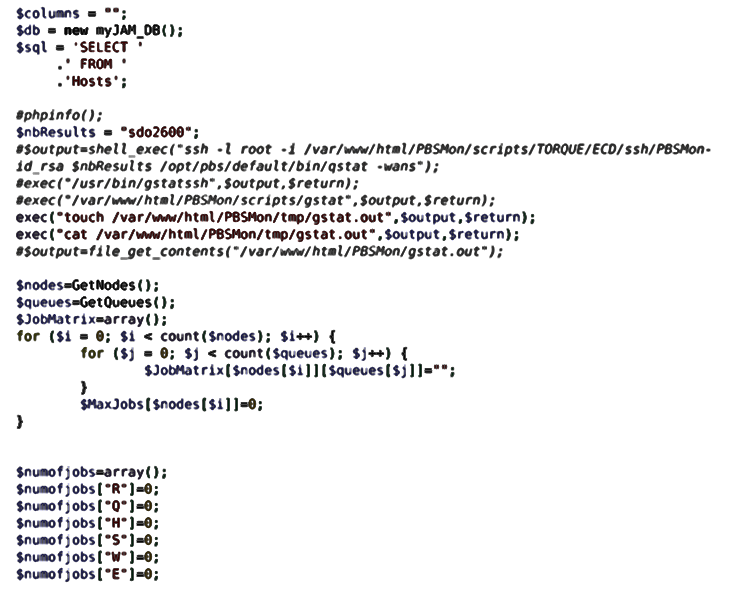 $columns = "";
$db = new myJAM_DB();
$sql = 'SELECT '
.' FROM '
.'Hosts';
#phpinfo();
$nbResults = "sdo2600";
#$output=shell_exec("ssh -l root -i /var/www/html/PBSMon/scripts/TORQUE/ECD/ssh/PBSMon-
id_rsa $nbResults /opt/pbs/default/bin/qstat -wans");
#exec("/usr/bin/gstatssh",$output,$return);
#exec("/var/www/html/PBSMon/scripts/gstat",$output,$return);
exec("touch /var/www/html/PBSMon/tmp/gstat.out",$output,$return);
exec("cat /var/www/html/PBSMon/tmp/gstat.out",$output,$return);
#$output=file_get_contents("/var/www/html/PBSMon/gstat.out");
$nodes=GetNodes();
$queues=GetQueues();
$JobMatrix=array();
for ($i = 0; $i < count($nodes); $i++) {
for ($j = 0; $j < count($queues); $j++) {
$JobMatrix[$nodes[$i]][$queues[$j]]="";
}
$MaxJobs[$nodes[$i]]=0;
}
$numofjobs=array();
$numofjobs["R"]=0;
$numofjobs["Q"]=0;
$numofjobs["H"]=0;
$numofjobs["S"]=0;
$numofjobs["W"]=0;
$numofjobs["E"]=0;